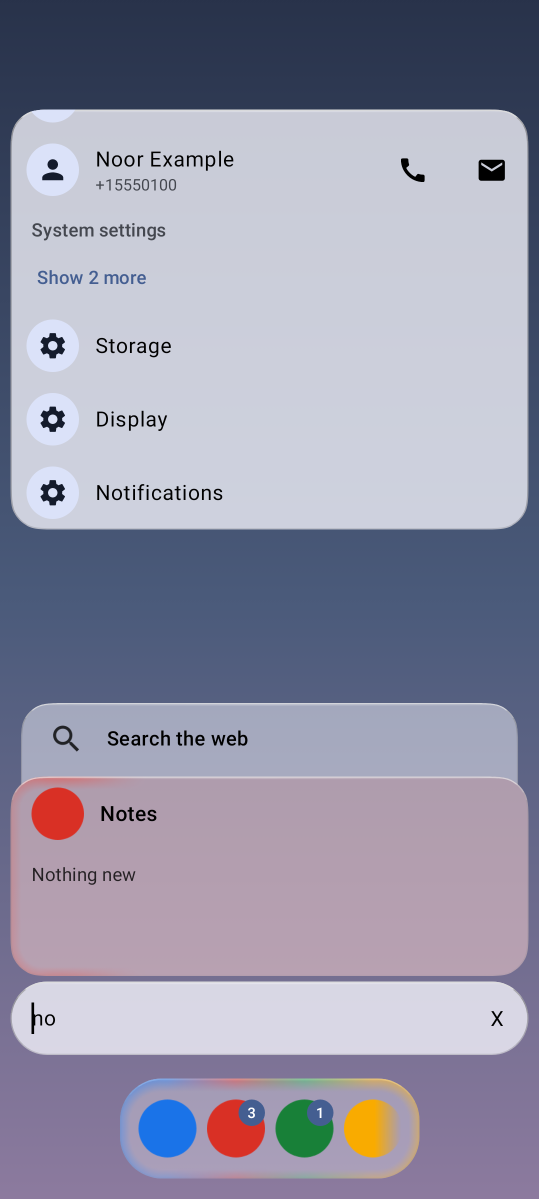 Noor Example
+15550100
System settings
Show 2 more
Storage
Display
Notifications
Search the web
Notes
Nothing new
no X
3 1